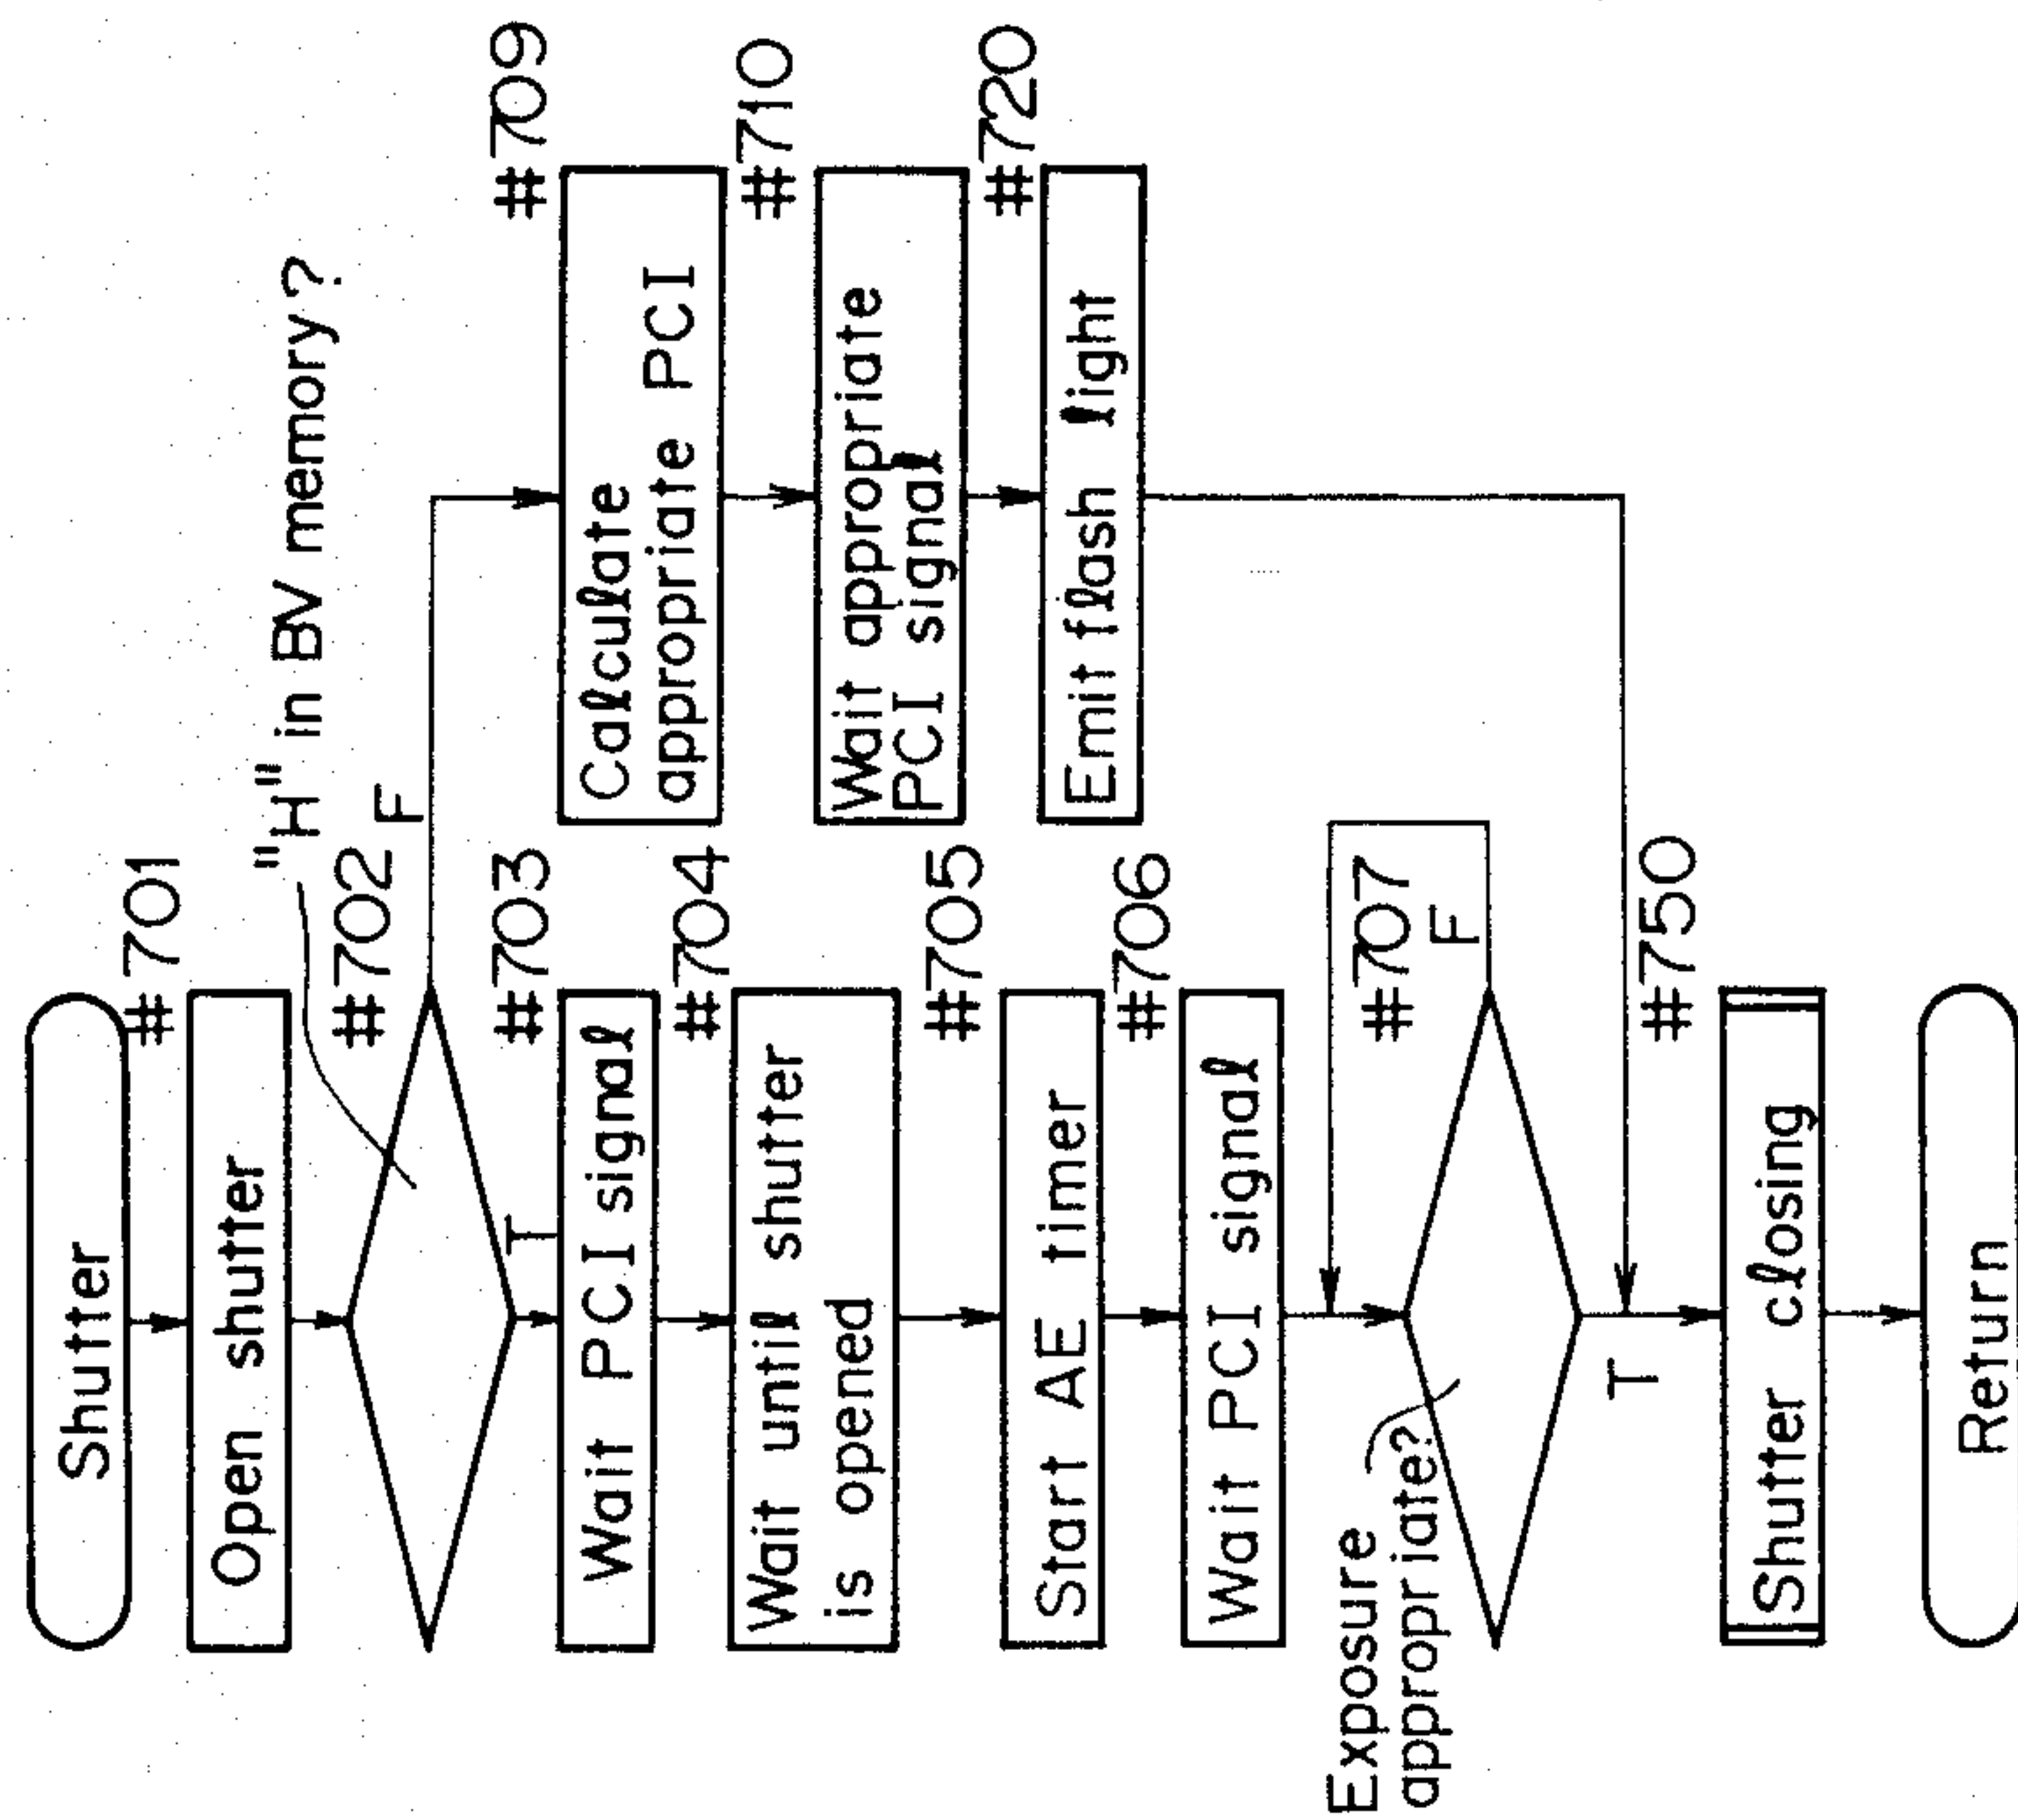 Shutter
#701
Open shutter
"H" in BV memory?
#702
F
T
#703
Wait PCI signal
#704
Wait until shutter
is opened
#705
Start AE timer
#706
Wait PCI signal
#707
F
Exposure
appropriate?
T
#709
Calculate
appropriate PCI
#710
Wait appropriate
PCI signal
#720
Emit flash light
#750
Shutter closing
Return